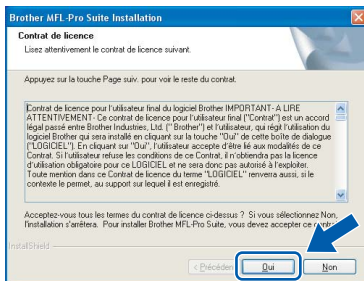 Brother MFL-Pro Suite Installation
Contrat de licence
Lisez attentivement le contrat de licence suivant.
Appuyez sur la touche Page suiv. pour voir le reste du contrat.
Contrat de licence pour l'utilisateur final du logiciel Brother IMPORTANT- A LIRE
ATTENTIVEMENT- Ce contrat de licence d'utilisateur final ("Contrat") est un accord
légal passé entre Brother Industries, Ltd. ("Brother") et l'utilisateur, qui régit l'utilisation du
logiciel Brother qui sera installé en cliquant sur la touche "Oui" de cette boîte de dialogue
("LOGICIEL"). En cliquant sur "Oui", l'utilisateur accepte d'être lié aux modalités de ce
Contrat. Si l'utilisateur refuse les conditions de ce Contrat, il n'obtiendra pas la licence
d'utilisation obligatoire pour ce LOGICIEL et ne sera donc pas autorisé à l'exploiter.
Toute mention dans ce Contrat de licence du terme "LOGICIEL" renverra aussi, si le
contexte le permet, au support sur lequel il est enregistré.
Acceptez-vous tous les termes du contrat de licence ci-dessus ? Si vous sélectionnez Non,
l'installation s'arrêtera. Pour installer Brother MFL-Pro Suite, vous devez accepter ce
InstallShield
< Précéden
Oui
Non